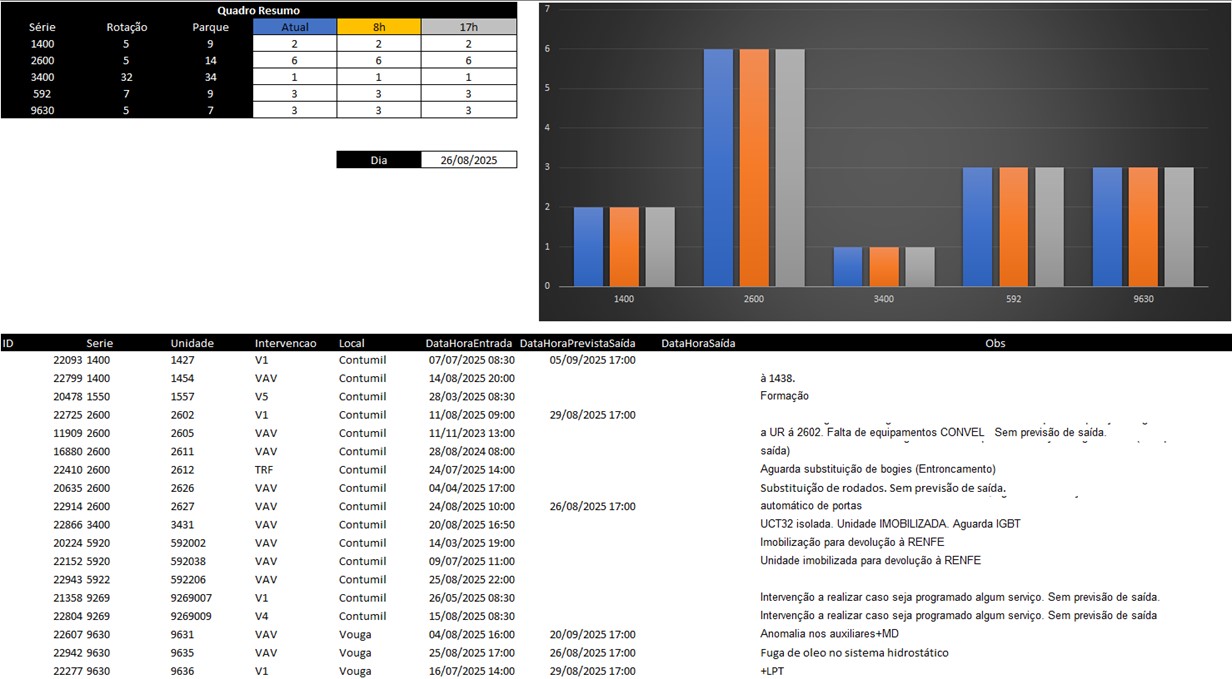 Quadro Resumo
Série Rotação Parque Atual 8h 17h
1400 5 9 2 2 2
2600 5 14 6 6 6
3400 32 34 1 1 1
592 7 9 3 3 3
9630 5 7 3 3 3
Dia 26/08/2025
7
6
5
4
3
2
1
0
1400 2600 3400 592 9630
ID Serie Unidade Intervencao Local DataHoraEntrada DataHoraPrevistaSaída DataHoraSaída Obs
22093 1400 1427 V1 Contumil 07/07/2025 08:30 05/09/2025 17:00
22799 1400 1454 VAV Contumil 14/08/2025 20:00 à 1438.
20478 1550 1557 V5 Contumil 28/03/2025 08:30 Formação
22725 2600 2602 V1 Contumil 11/08/2025 09:00 29/08/2025 17:00
11909 2600 2605 VAV Contumil 11/11/2023 13:00 a UR á 2602. Falta de equipamentos CONVEL Sem previsão de saída.
16880 2600 2611 VAV Contumil 28/08/2024 08:00 saída)
22410 2600 2612 TRF Contumil 24/07/2025 14:00 Aguarda substituição de bogies (Entroncamento)
20635 2600 2626 VAV Contumil 04/04/2025 17:00 Substituição de rodados. Sem previsão de saída.
22914 2600 2627 VAV Contumil 24/08/2025 10:00 26/08/2025 17:00 automático de portas
22866 3400 3431 VAV Contumil 20/08/2025 16:50 UCT32 isolada. Unidade IMOBILIZADA. Aguarda IGBT
20224 5920 592002 VAV Contumil 14/03/2025 19:00 Imobilização para devolução à RENFE
22152 5920 592038 VAV Contumil 09/07/2025 11:00 Unidade imobilizada para devolução à RENFE
22943 5922 592206 VAV Contumil 25/08/2025 22:00
21358 9269 9269007 V1 Contumil 26/05/2025 08:30 Intervenção a realizar caso seja programado algum serviço. Sem previsão de saída.
22804 9269 9269009 V4 Contumil 15/08/2025 08:30 Intervenção a realizar caso seja programado algum serviço. Sem previsão de saída
22607 9630 9631 VAV Vouga 04/08/2025 16:00 20/09/2025 17:00 Anomalia nos auxiliares+MD
22942 9630 9635 VAV Vouga 25/08/2025 17:00 26/08/2025 17:00 Fuga de oleo no sistema hidrostático
22277 9630 9636 V1 Vouga 16/07/2025 14:00 29/08/2025 17:00 +LPT